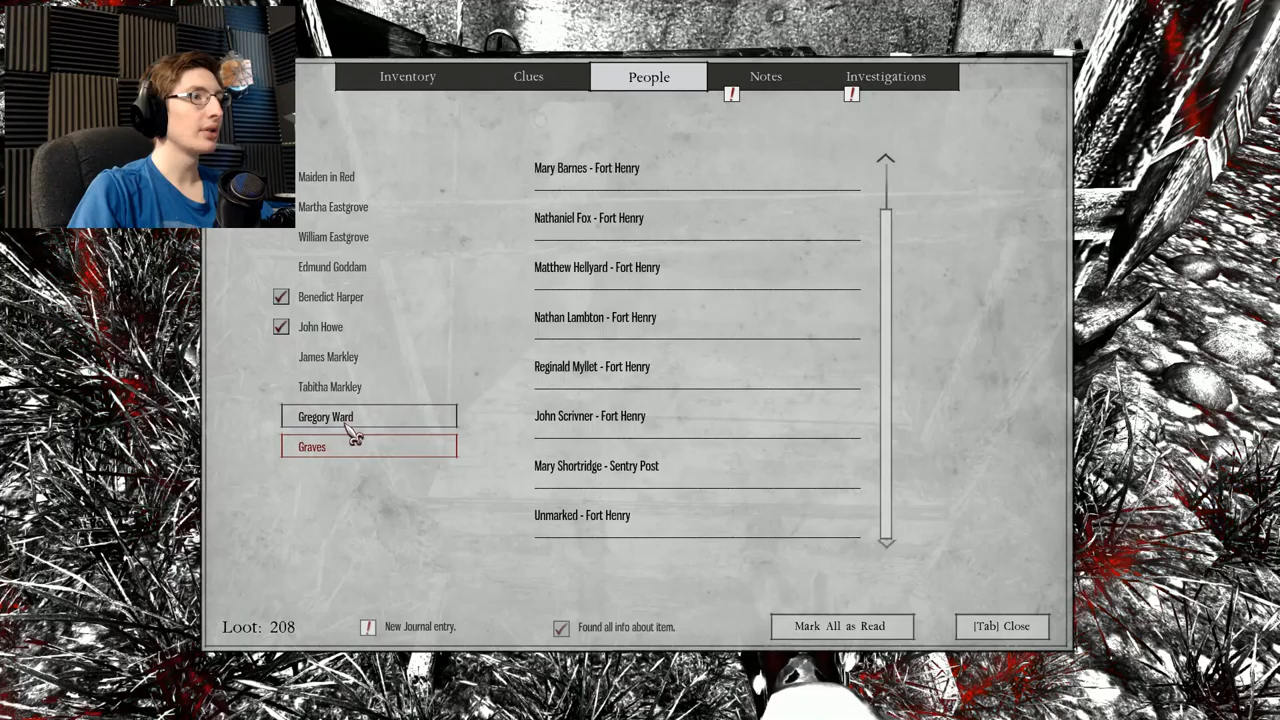 Inventory
Clues
People
Notes
Investigations
!
!
Maiden in Red
Martha Eastgrove
William Eastgrove
Edmund Goddam
Benedict Harper
John Howe
James Markley
Tabitha Markley
Gregory Ward
Graves
Mary Barnes - Fort Henry
Nathaniel Fox - Fort Henry
Matthew Hellyard - Fort Henry
Nathan Lambton - Fort Henry
Reginald Myllet - Fort Henry
John Scrivner - Fort Henry
Mary Shortridge - Sentry Post
Unmarked - Fort Henry
Loot: 208
! New Journal entry.
Found all info about item.
Mark All as Read
[Tab] Close